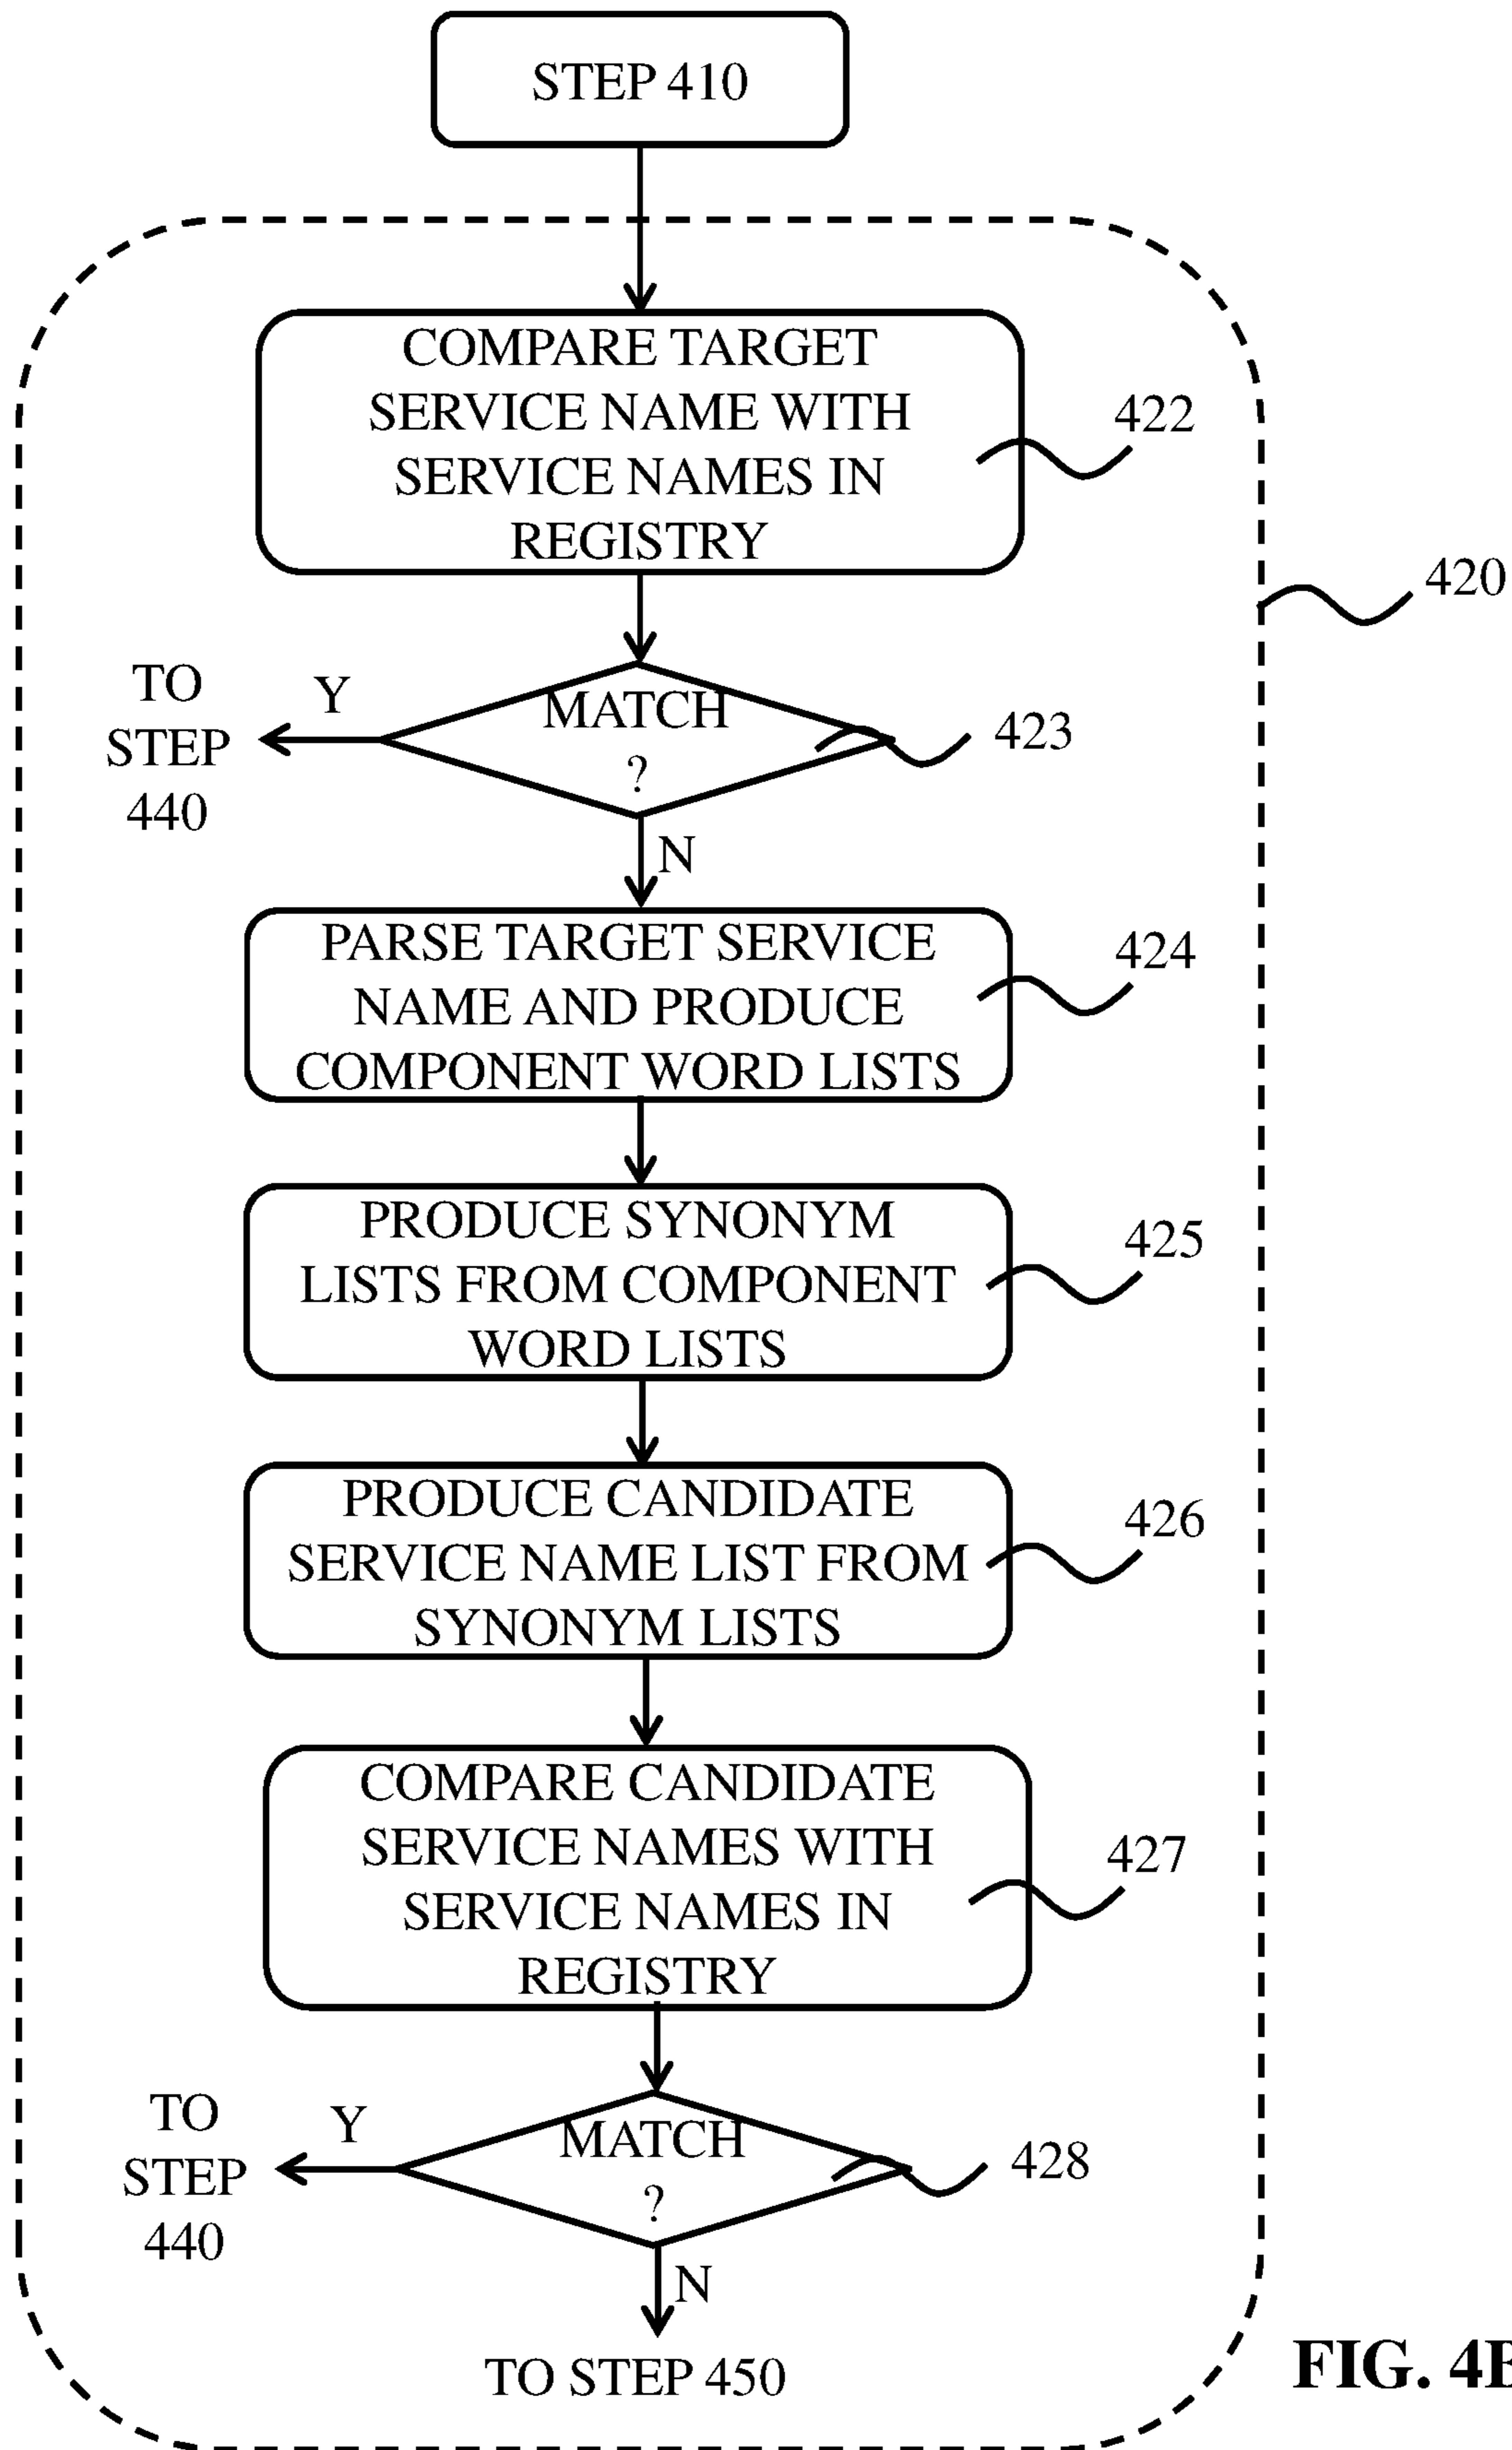 STEP 410
COMPARE TARGET
SERVICE NAME WITH
SERVICE NAMES IN
REGISTRY
422
420
TO
STEP
440
Y
MATCH
?
423
N
PARSE TARGET SERVICE
NAME AND PRODUCE
COMPONENT WORD LISTS
424
PRODUCE SYNONYM
LISTS FROM COMPONENT
WORD LISTS
425
PRODUCE CANDIDATE
SERVICE NAME LIST FROM
SYNONYM LISTS
426
COMPARE CANDIDATE
SERVICE NAMES WITH
SERVICE NAMES IN
REGISTRY
427
TO
STEP
440
Y
MATCH
?
428
N
TO STEP 450
FIG. 4B